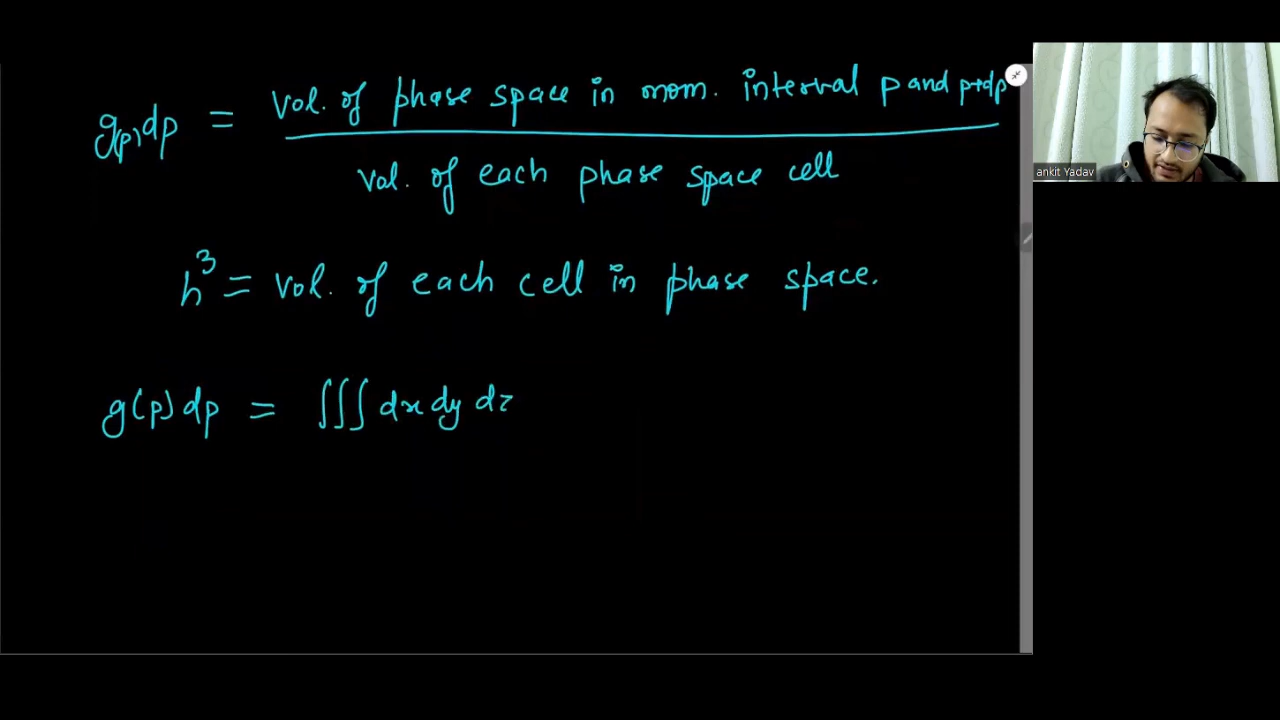 g(p)dp = vol. of phase space in mom. interval p and p+dp
vol. of each phase space cell
h³ = vol. of each cell in phase space.
g(p) dp = ∫∫∫ dx dy dz
ankit Yadav